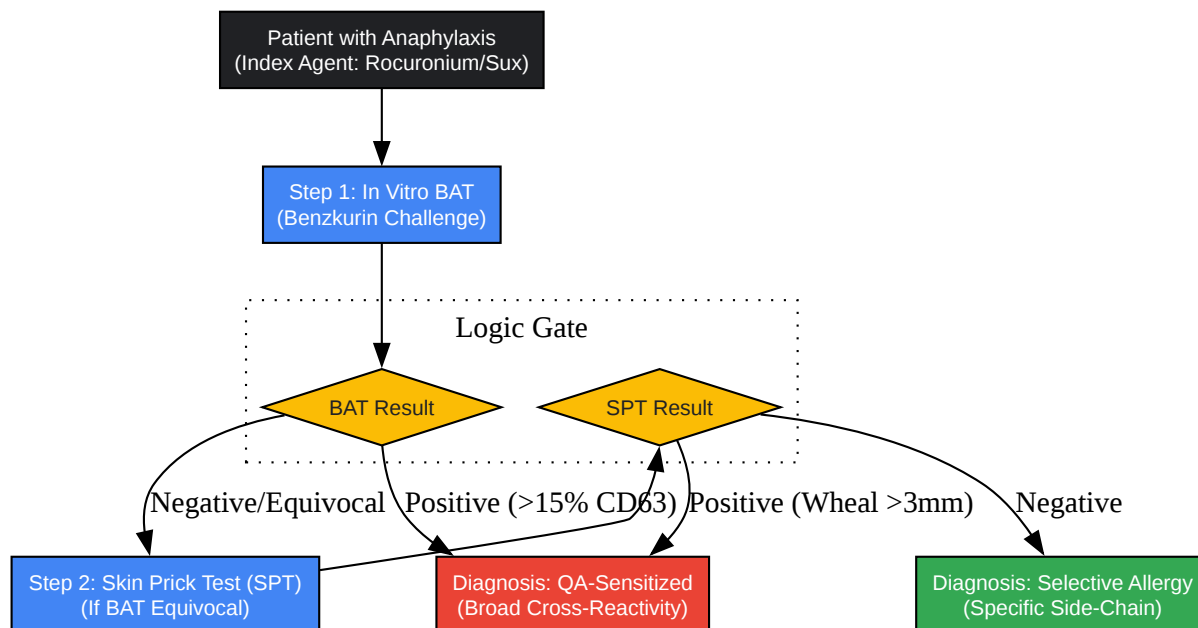 Patient with Anaphylaxis
(Index Agent: Rocuronium/Sux)
Step 1: In Vitro BAT
(Benzkurin Challenge)
Logic Gate
BAT Result
SPT Result
Negative/Equivocal
Positive (>15% CD63)
Positive (Wheal >3mm)
Negative
Step 2: Skin Prick Test (SPT)
(If BAT Equivocal)
Diagnosis: QA-Sensitized
(Broad Cross-Reactivity)
Diagnosis: Selective Allergy
(Specific Side-Chain)